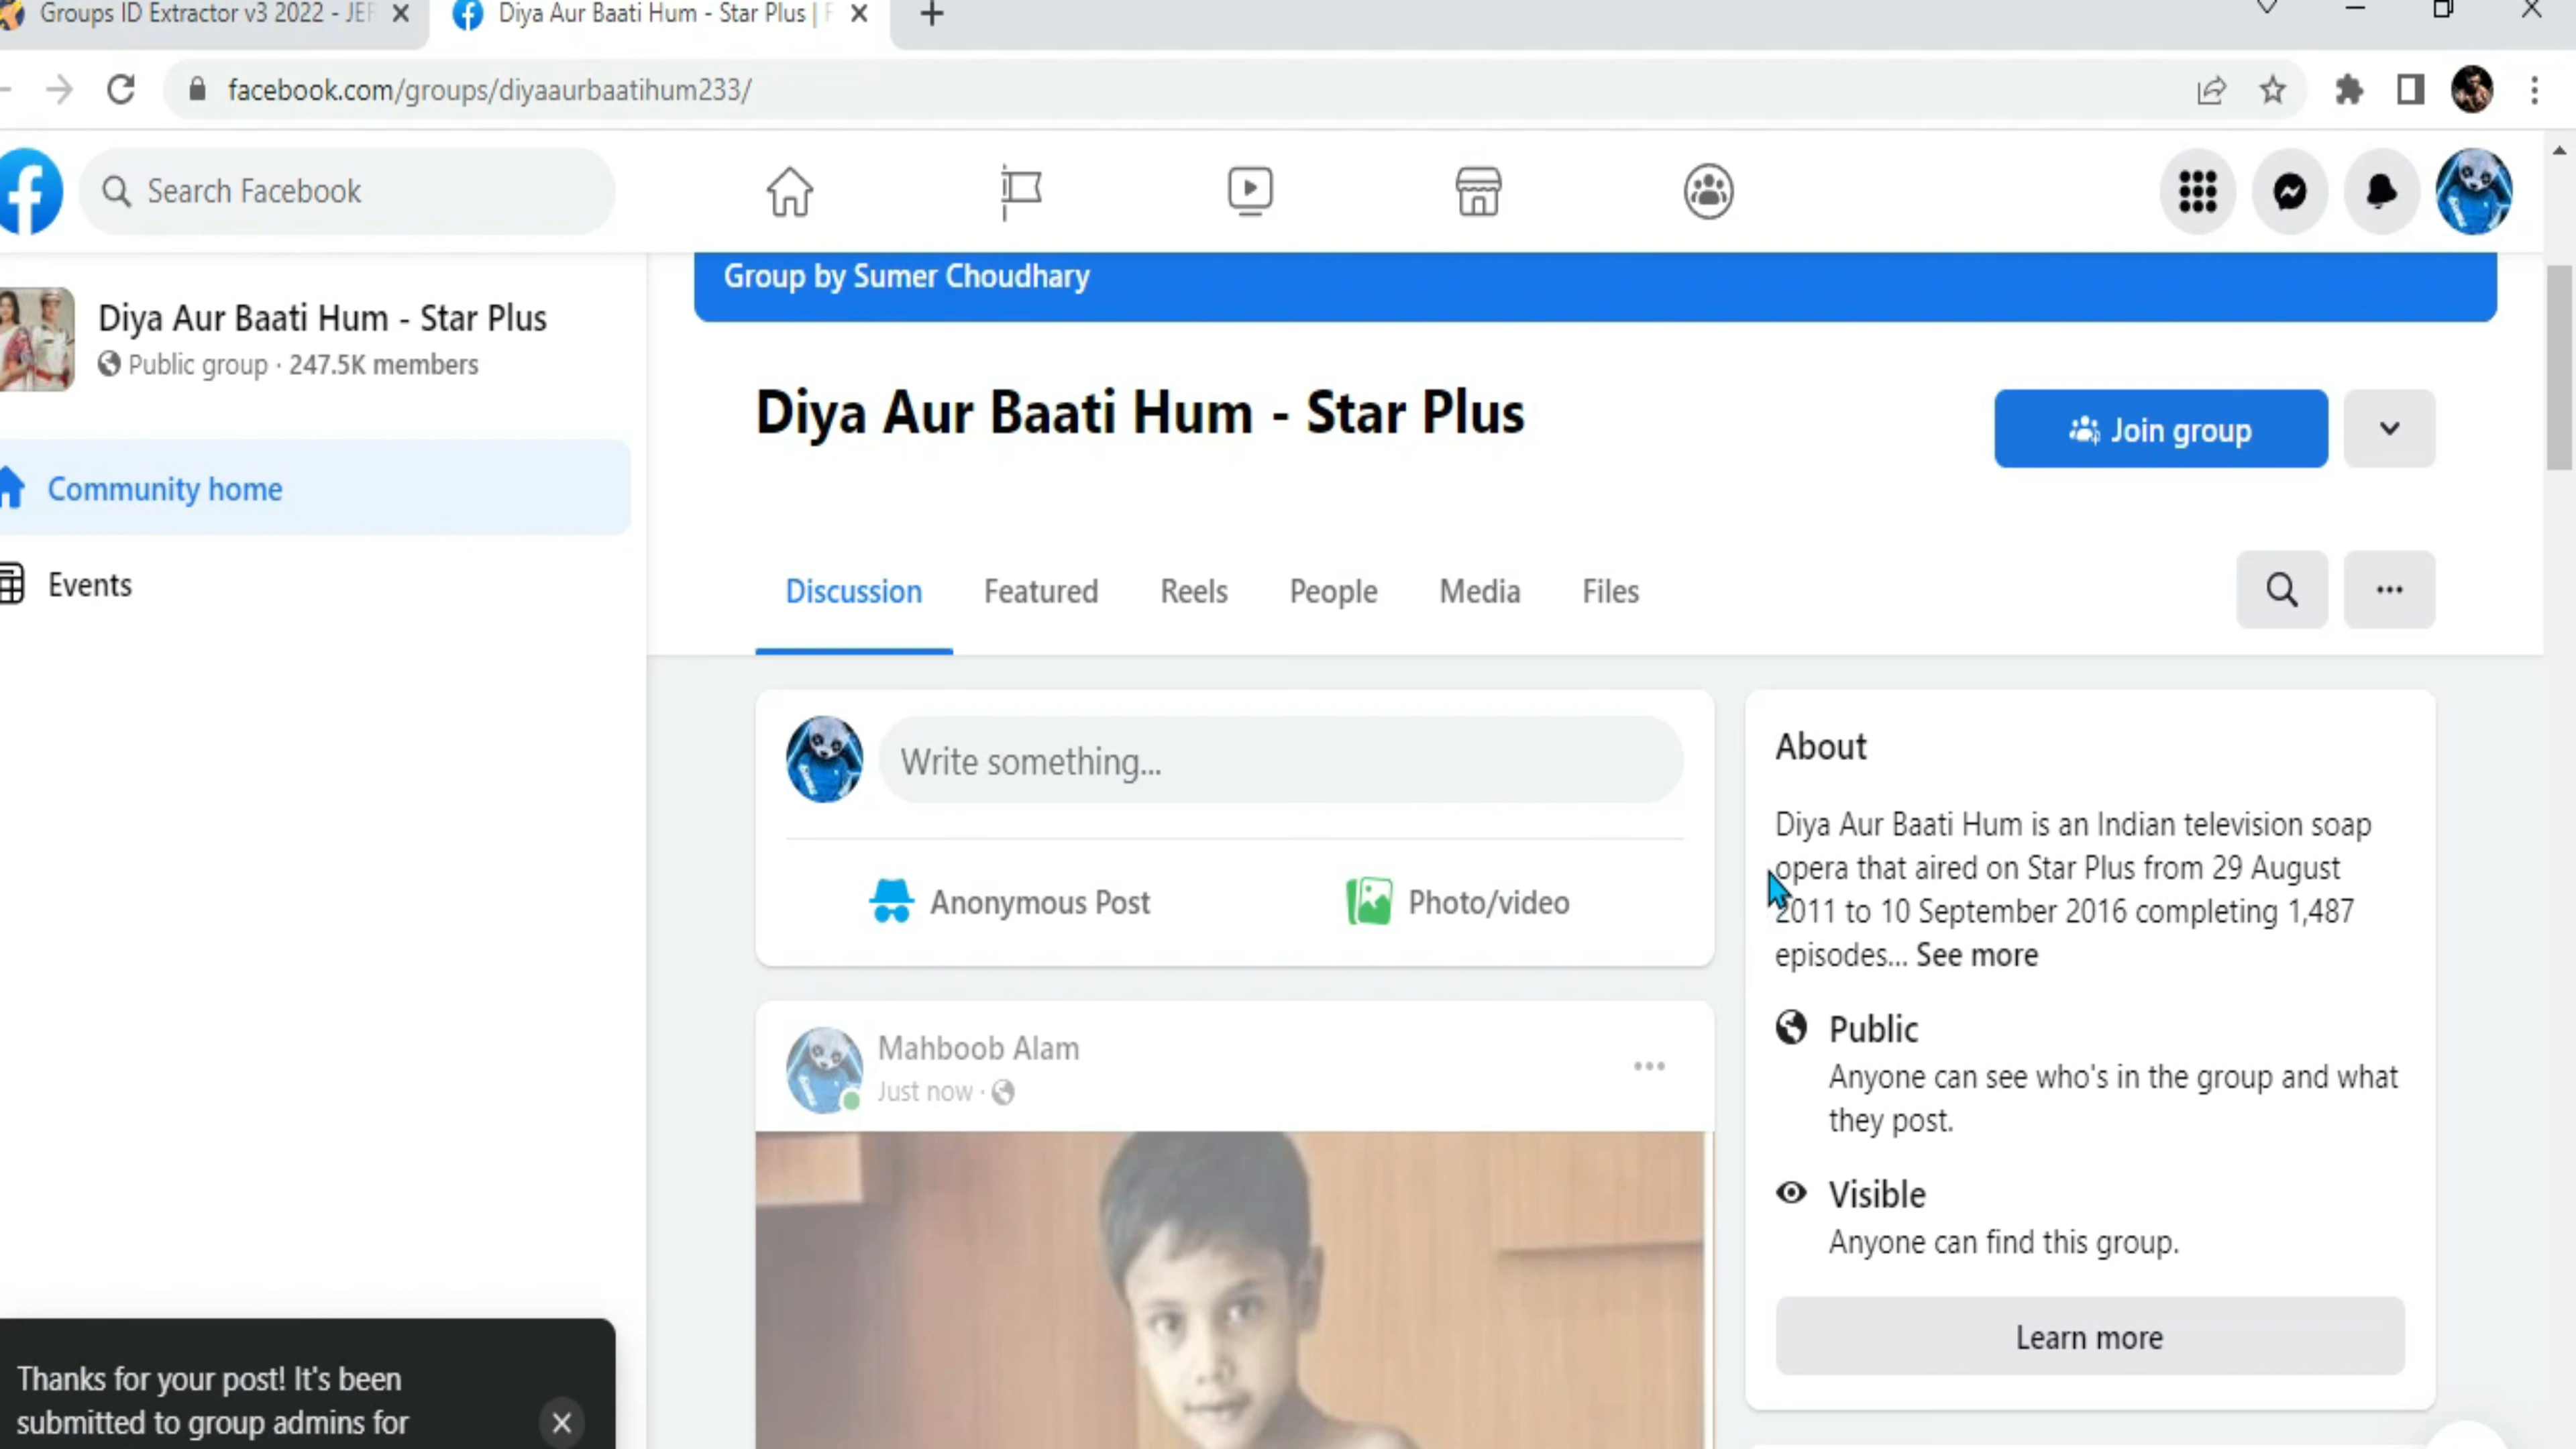 Groups ID Extractor v3 2022 - JEF
Diya Aur Baati Hum - Star Plus | F
facebook.com/groups/diyaaurbaatihum233/
Search Facebook
Group by Sumer Choudhary
Diya Aur Baati Hum - Star Plus
Public group · 247.5K members
Community home
Events
Diya Aur Baati Hum - Star Plus
Join group
Discussion Featured Reels People Media Files
Write something...
Anonymous Post
Photo/video
Mahboob Alam
Just now ·
About
Diya Aur Baati Hum is an Indian television soap
opera that aired on Star Plus from 29 August
2011 to 10 September 2016 completing 1,487
episodes... See more
Public
Anyone can see who's in the group and what
they post.
Visible
Anyone can find this group.
Learn more
Thanks for your post! It's been
submitted to group admins for